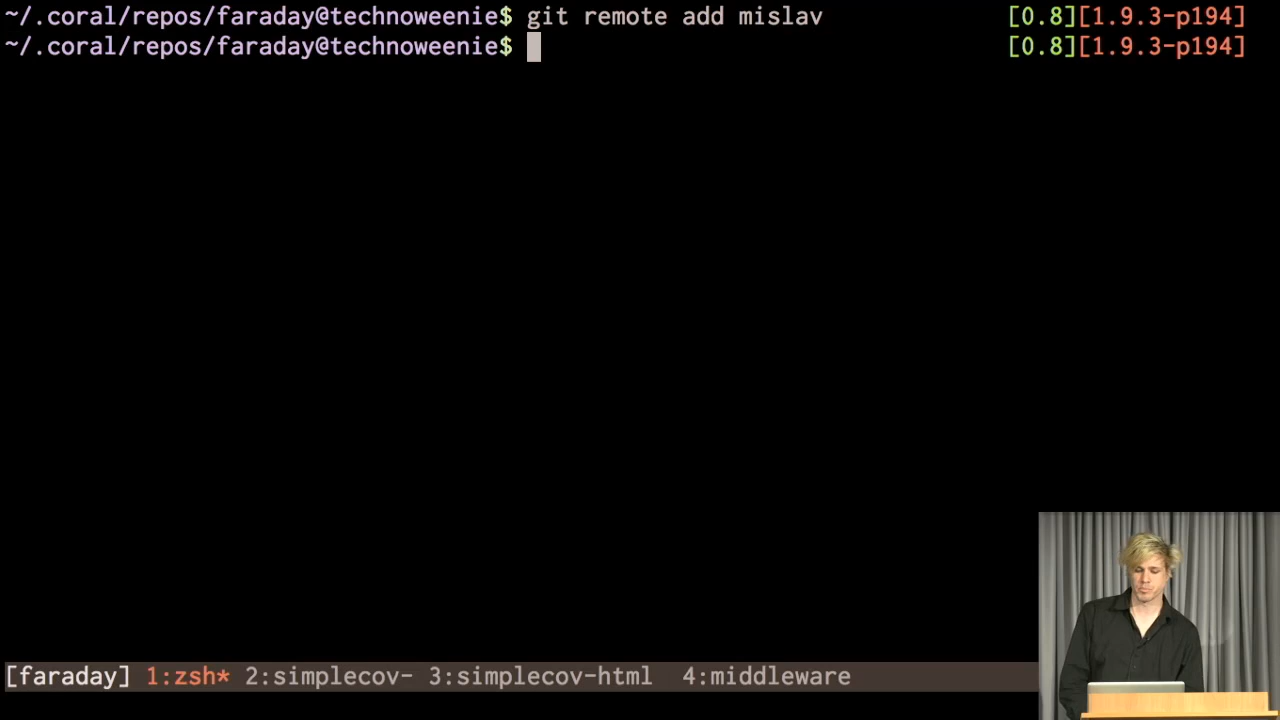 ~/.coral/repos/faraday@technoweenie$ git remote add mislav [0.8][1.9.3-p194]
~/.coral/repos/faraday@technoweenie$ [0.8][1.9.3-p194]
[faraday] 1:zsh* 2:simplecov- 3:simplecov-html 4:middleware